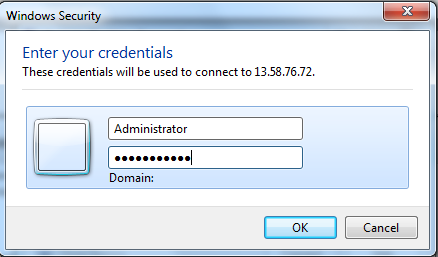 Windows Security
Enter your credentials
These credentials will be used to connect to 13.58.76.72.
Administrator
●●●●●●●●●●●
Domain:
OK Cancel